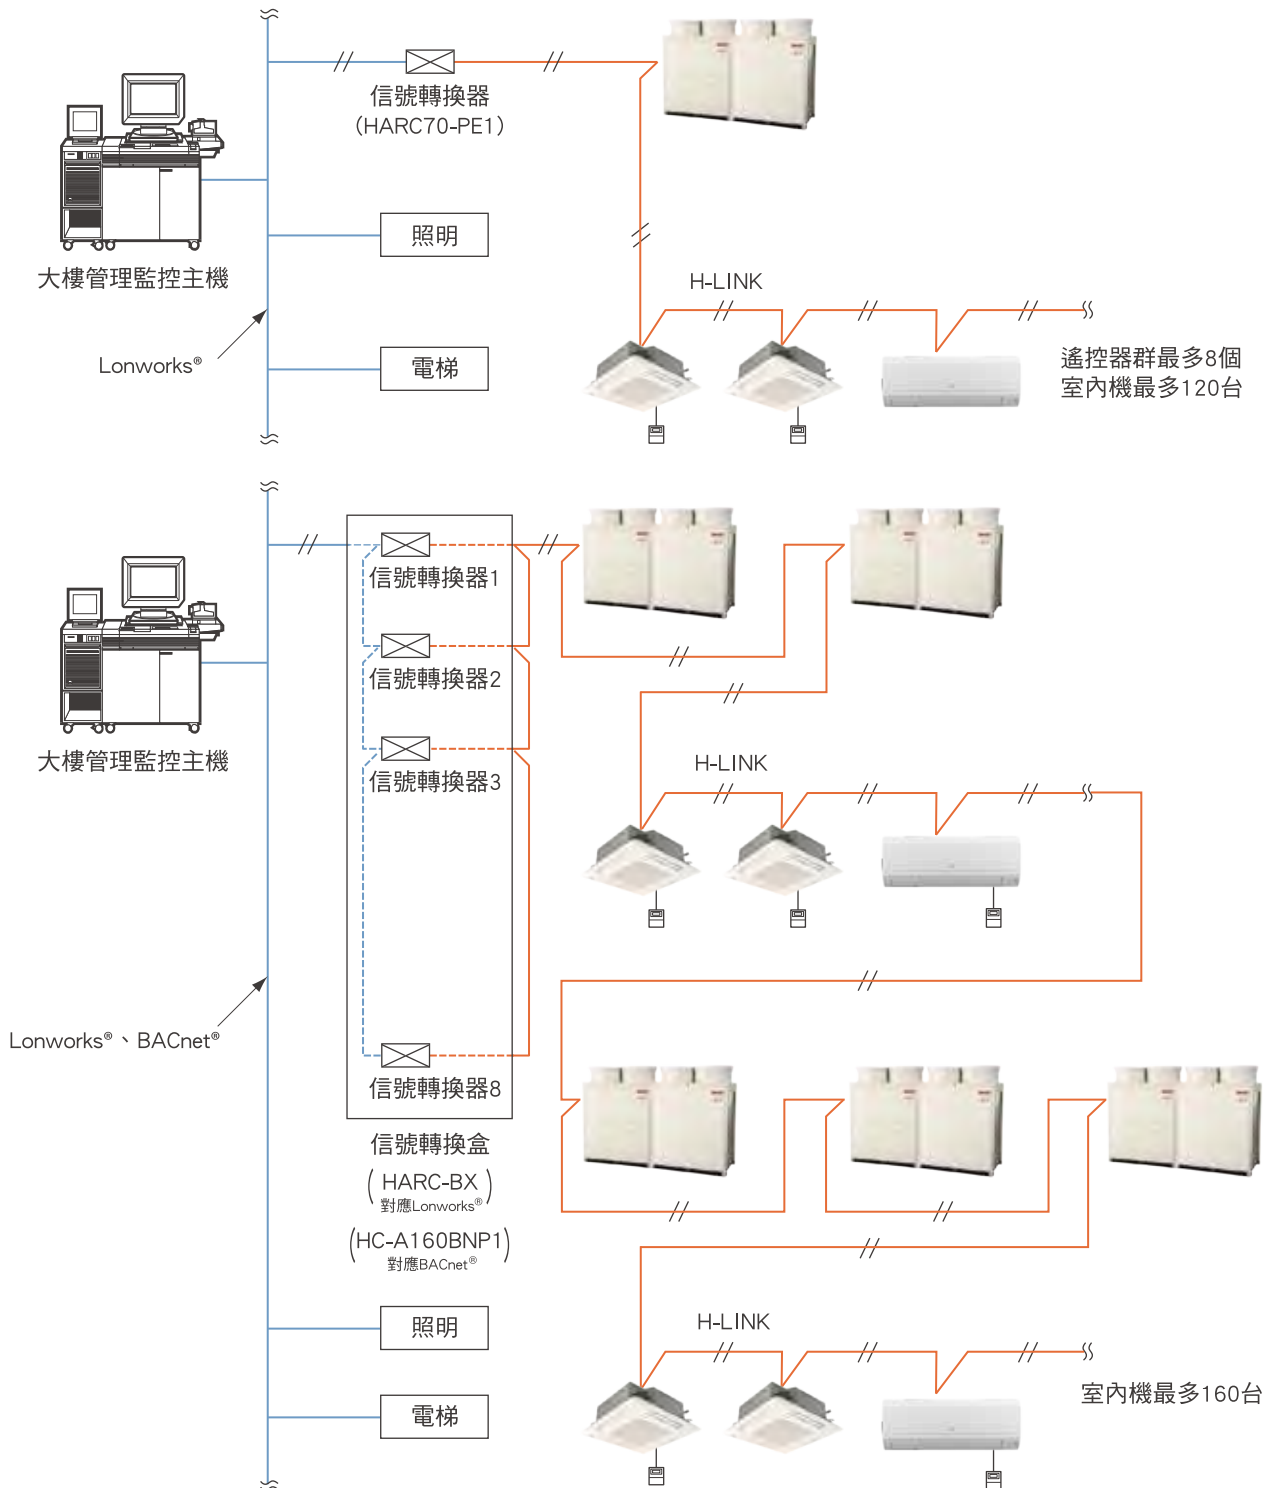 信號轉換器
（HARC70-PE1）
照明
大樓管理監控主機
H-LINK
Lonworks®
電梯
遙控器群最多8個
室內機最多120台
信號轉換器1
信號轉換器2
大樓管理監控主機
信號轉換器3
H-LINK
Lonworks®、BACnet®
信號轉換器8
信號轉換盒
(HARC-BX
對應Lonworks®)
(HC-A160BNP1
對應BACnet®)
照明
H-LINK
室內機最多160台
電梯